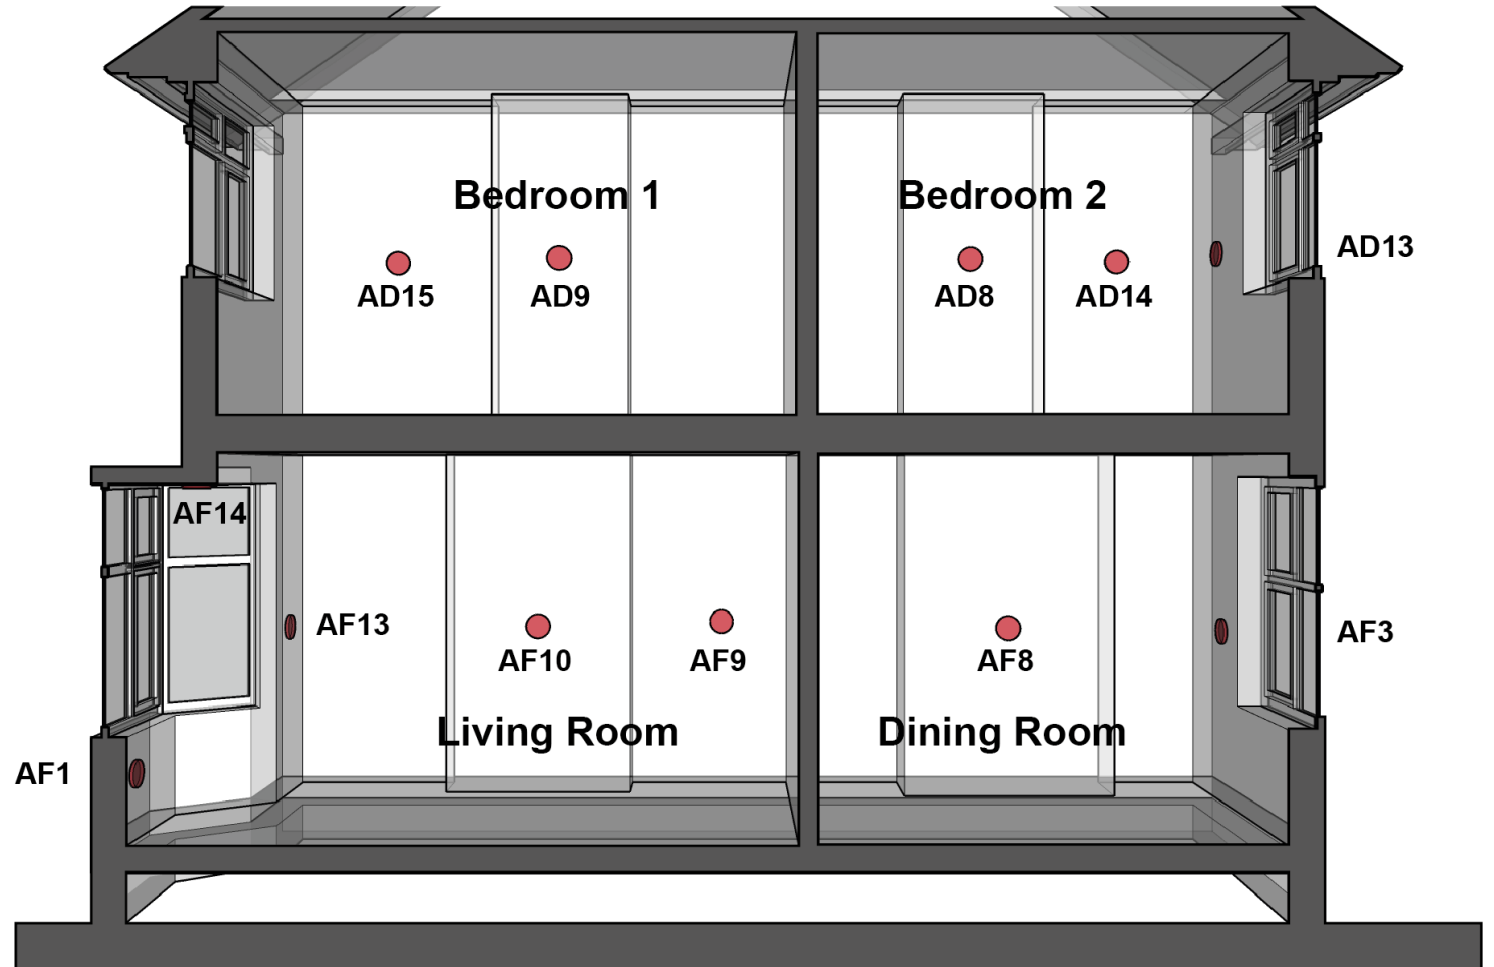 Bedroom 1
Bedroom 2
AD13
AD15
AD9
AD8
AD14
AF14
AF13
AF10
AF9
AF8
AF3
Living Room
Dining Room
AF1